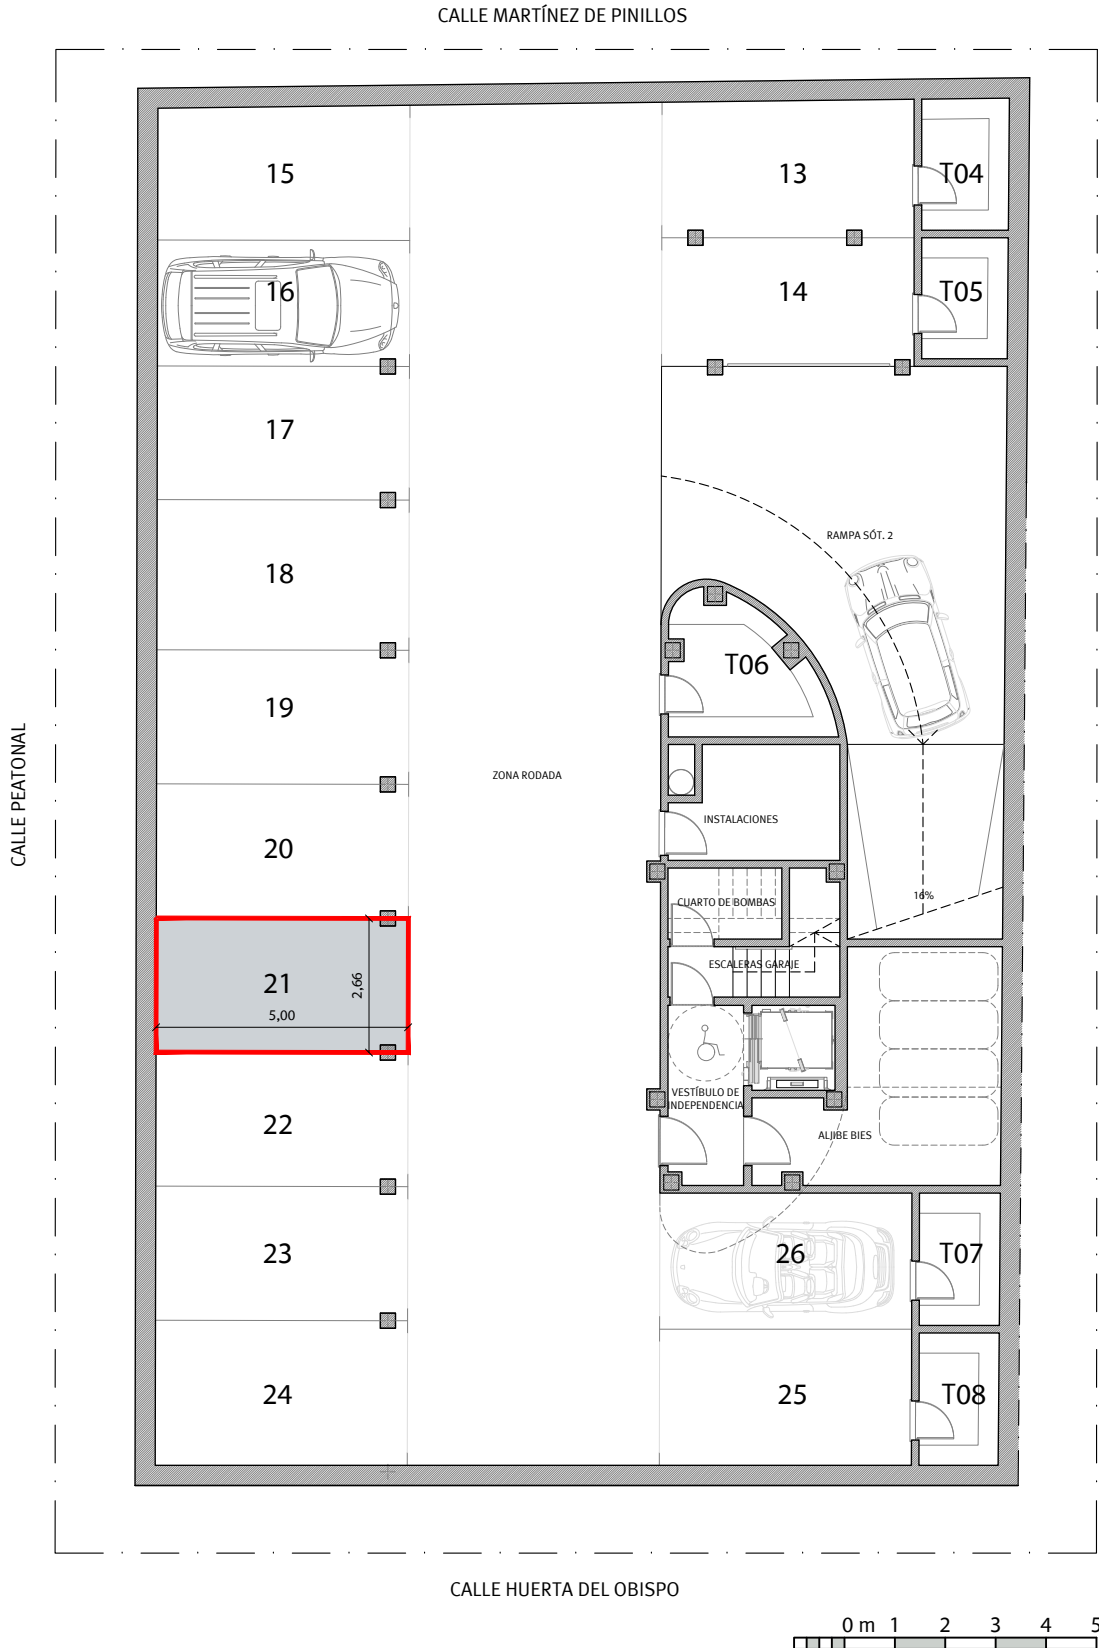 CALLE MARTÍNEZ DE PINILLOS
15
13
T04
16
14
T05
17
RAMPA SÓT. 2
18
T06
19
CALLE PEATONAL
ZONA RODADA
INSTALACIONES
20
CUARTO DE BOMBAS
16%
ESCALERAS GARAJE
21
2,66
5,00
VESTÍBULO DE
INDEPENDENCIA
22
ALJIBE BIES
23
26
T07
24
25
T08
CALLE HUERTA DEL OBISPO
0 m 1 2 3 4 5